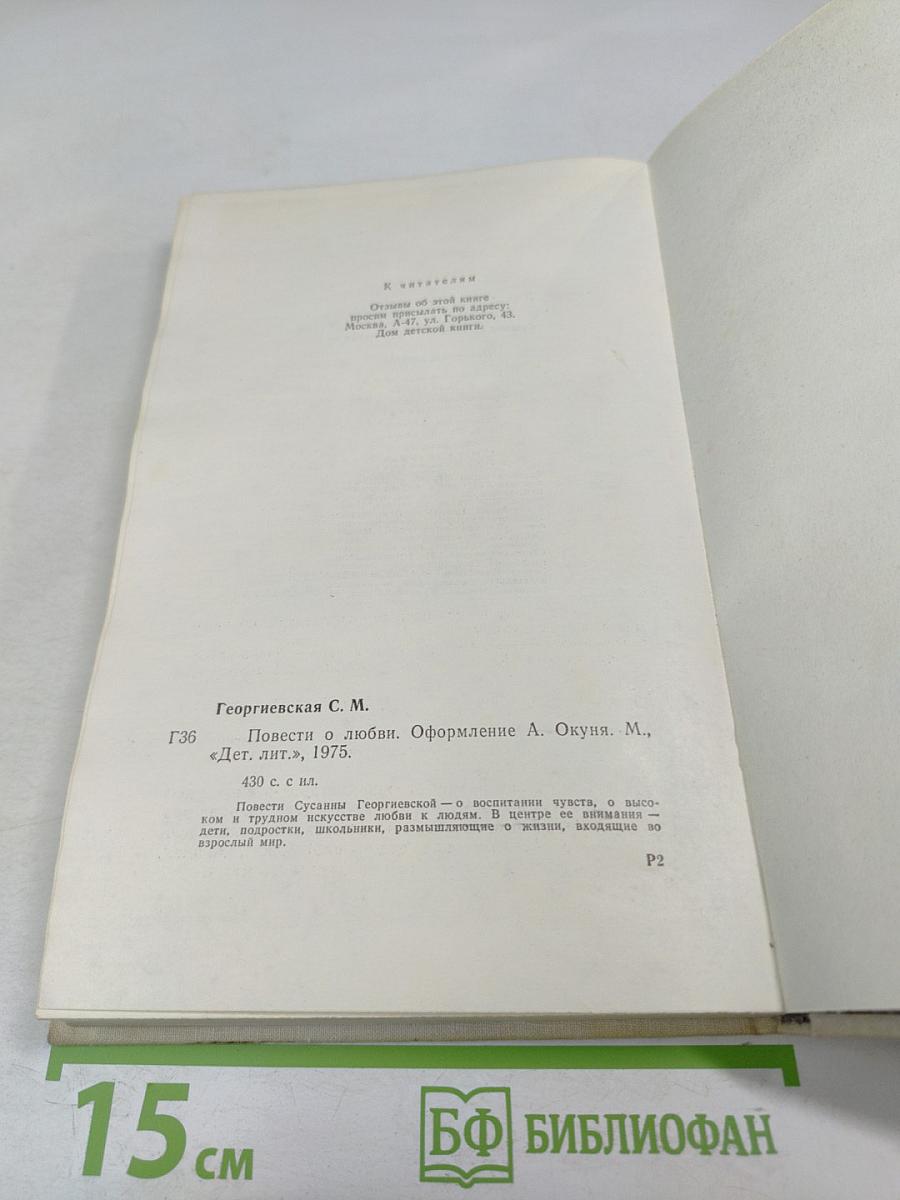 К читателям
Отзывы об этой книге
просим присылать по адресу:
Москва, А-47, ул. Горького, 43.
Дом детской книги.
Георгиевская С. М.
Г36 Повести о любви. Оформление А. Окуня. М.,
«Дет. лит.», 1975.
430 с. с ил.
Повести Сусанны Георгиевской — о воспитании чувств, о высо-
ком и трудном искусстве любви к людям. В центре ее внимания —
дети, подростки, школьники, размышляющие о жизни, входящие во
взрослый мир.
Р2
15 см
БФ БИБЛИОФАН